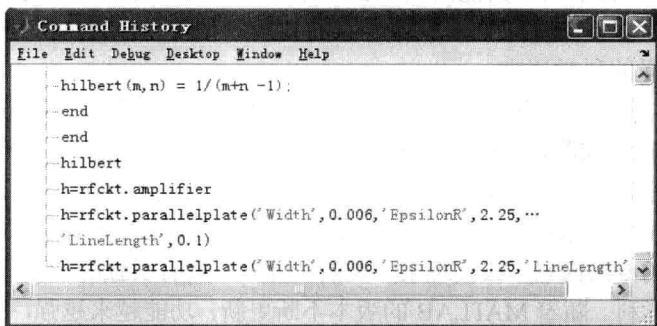 Command History
File Edit Debug Desktop Window Help
hilbert(m,n) = 1/(m+n -1);
end
end
hilbert
h=rfckt.amplifier
h=rfckt.parallelplate('Width',0.006,'EpsilonR',2.25,…
'LineLength',0.1)
h=rfckt.parallelplate('Width',0.006,'EpsilonR',2.25,'LineLength'